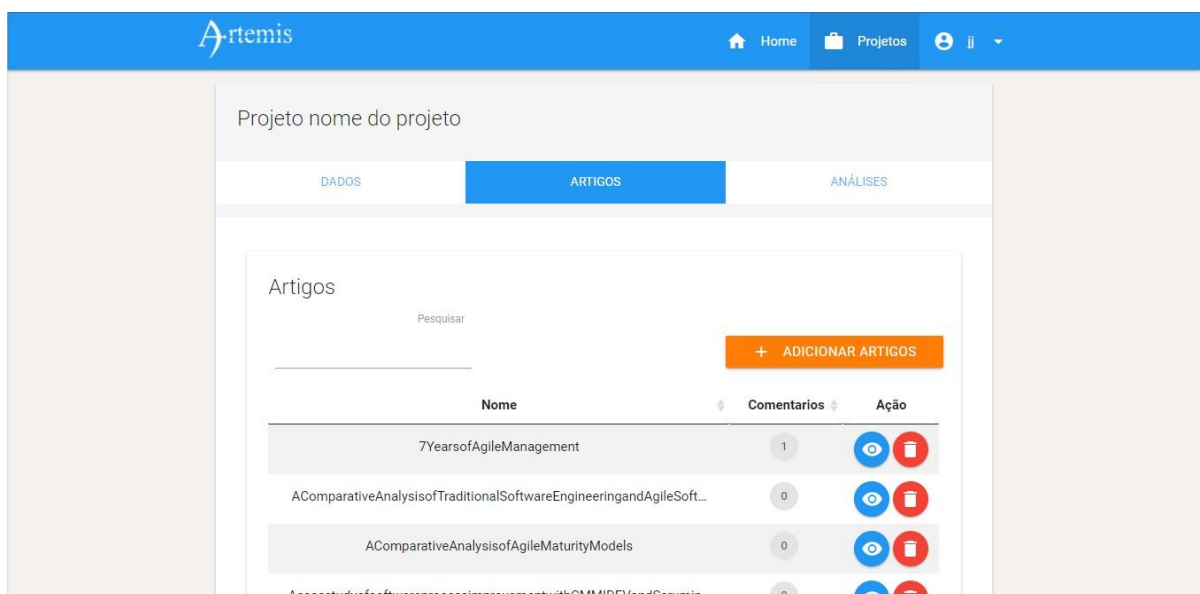 Artemis
Home Projetos jj
Projeto nome do projeto
DADOS ARTIGOS ANÁLISES
Artigos
Pesquisar
+ ADICIONAR ARTIGOS
Nome Comentarios Ação
7YearsofAgileManagement 1
AComparativeAnalysisofTraditionalSoftwareEngineeringandAgileSoft... 0
AComparativeAnalysisofAgileMaturityModels 0